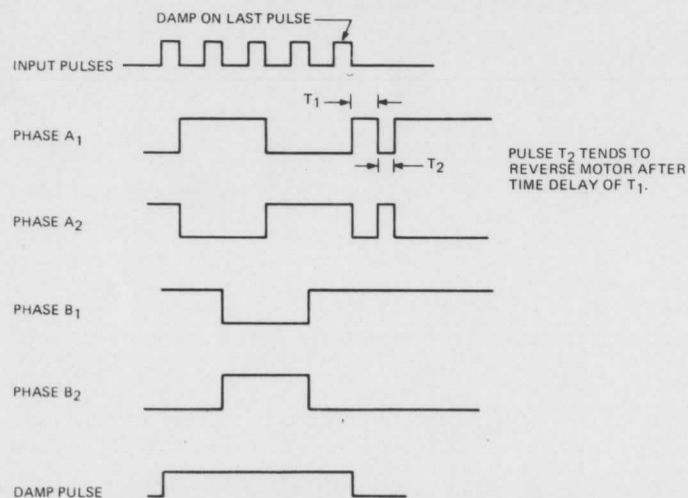 DAMP ON LAST PULSE
INPUT PULSES
T1
PHASE A1
T2
PULSE T2 TENDS TO
REVERSE MOTOR AFTER
TIME DELAY OF T1.
PHASE A2
PHASE B1
PHASE B2
DAMP PULSE